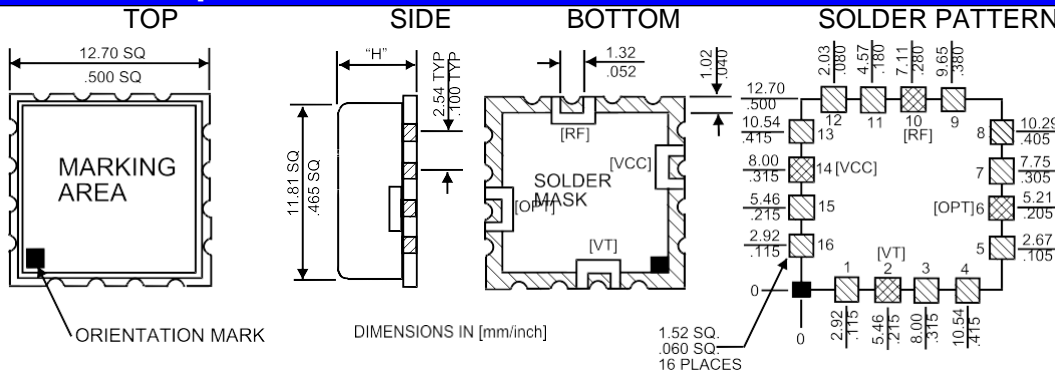 TOP
SIDE
BOTTOM
SOLDER PATTERN
12.70 SQ
.500 SQ
MARKING
AREA
ORIENTATION MARK
"H"
2.54 TYP
.100 TYP
11.81 SQ
.465 SQ
DIMENSIONS IN [mm/inch]
1.32
.052
1.02
.040
[RF]
[VCC]
SOLDER
MASK
[OPT]
[VT]
2.03
.080
4.57
.180
7.11
.280
9.65
.380
12.70
.500
12
11
10
9
[RF]
10.54
.415
13
8
10.29
.405
8.00
.315
14 [VCC]
7
7.75
.305
5.46
.215
15
[OPT] 6
5.21
.205
2.92
.115
16
5
2.67
.105
[VT]
1
2
3
4
0
0
2.92
.115
5.46
.215
8.00
.315
10.54
.415
1.52 SQ.
.060 SQ.
16 PLACES